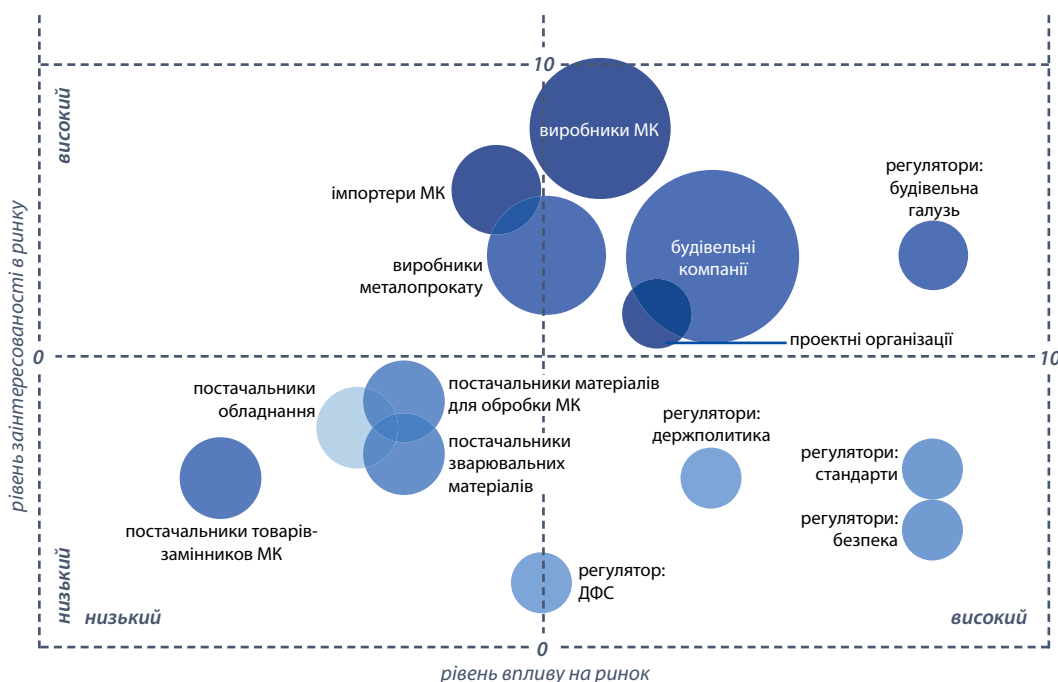 10
високий
виробники МК
регулятори:
будівельна
галузь
імпортери МК
будівельні
компанії
виробники
металопрокату
проектні організації
рівень заінтересованості в ринку
0
10
постачальники
обладнання
постачальники матеріалів
для обробки МК
регулятори:
держполитика
постачальники
зварювальних
матеріалів
регулятори:
стандарти
регулятори:
безпека
постачальники товарів-
замінників МК
регулятор:
ДФС
низький
низький
високий
0
рівень впливу на ринок